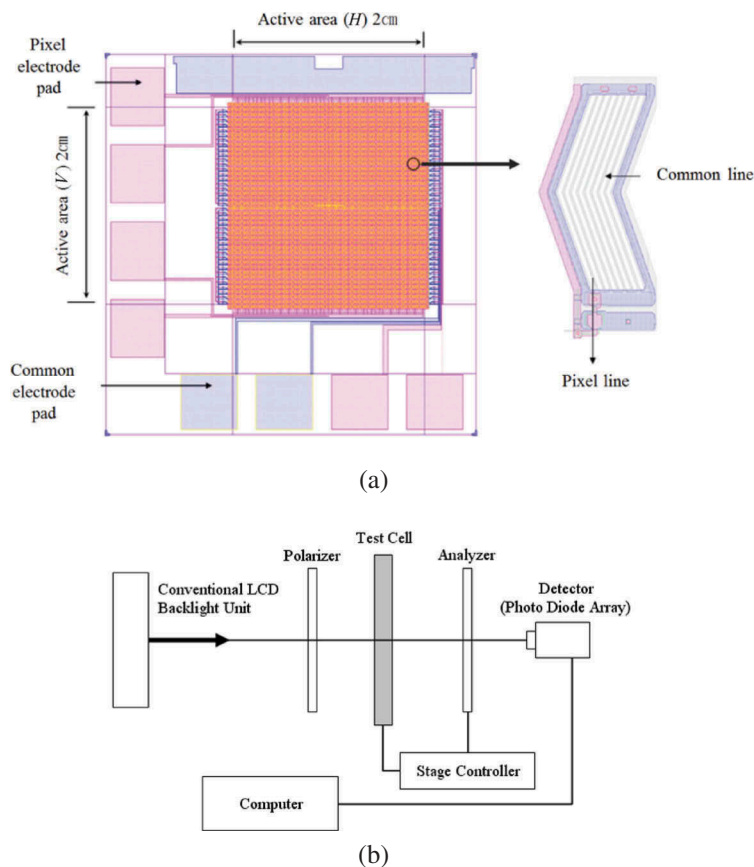 Active area (H) 2㎝
Pixel
electrode
pad
Active area (V) 2㎝
Common line
Common
electrode
pad
Pixel line
(a)
Test Cell
Polarizer
Analyzer
Conventional LCD
Backlight Unit
Detector
(Photo Diode Array)
Stage Controller
Computer
(b)